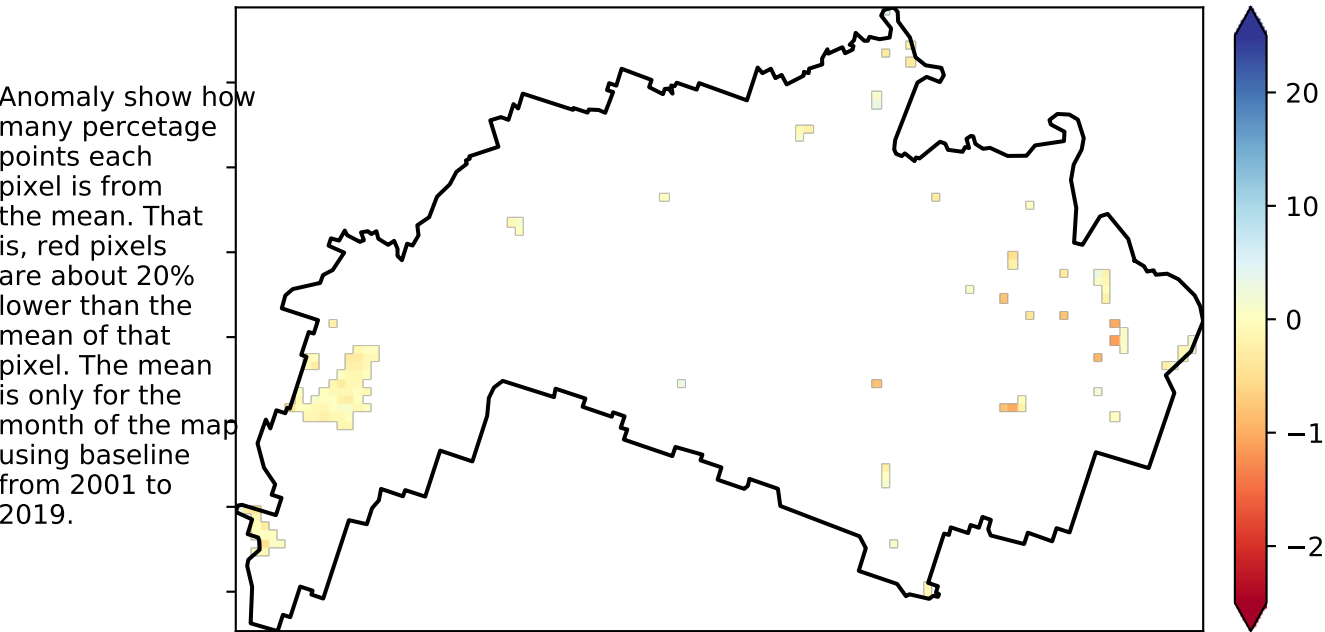 Anomaly show how
many percetage
points each
pixel is from
the mean. That
is, red pixels
are about 20%
lower than the
mean of that
pixel. The mean
is only for the
month of the map
using baseline
from 2001 to
2019.
20
10
0
−1
−2